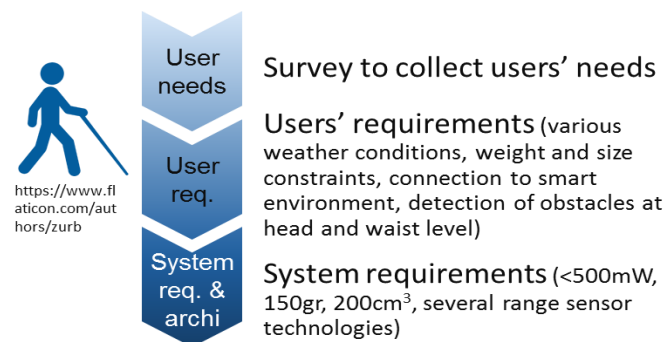 User
needs
Survey to collect users' needs
https://www.fl
aticon.com/aut
hors/zurb
User
req.
Users' requirements (various
weather conditions, weight and size
constraints, connection to smart
environment, detection of obstacles at
head and waist level)
System
req. &
archi
System requirements (<500mW,
150gr, 200cm³, several range sensor
technologies)